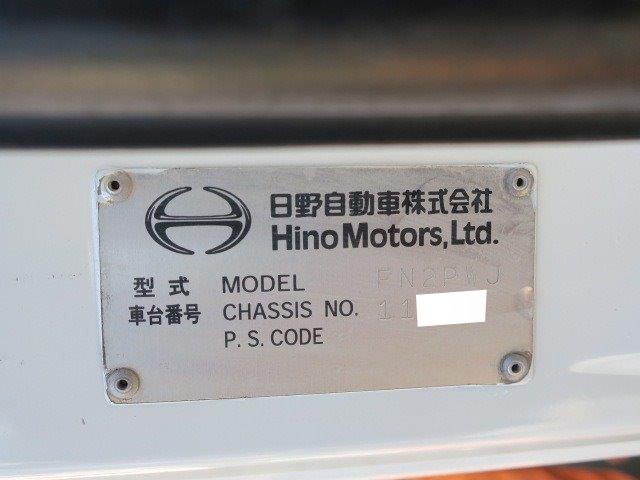 日野自動車株式会社
Hino Motors, Ltd.
型式 MODEL FN2PWJ
車台番号 CHASSIS NO. 11
P. S. CODE